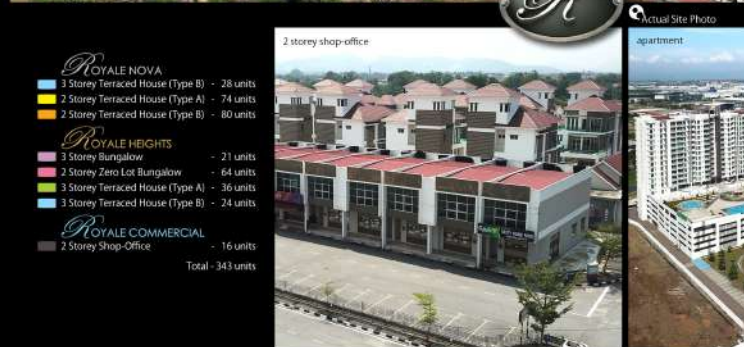 R
Actual Site Photo
2 storey shop-office
apartment
ROYALE NOVA
3 Storey Terraced House (Type B) - 28 units
2 Storey Terraced House (Type A) - 74 units
2 Storey Terraced House (Type B) - 80 units
ROYALE HEIGHTS
3 Storey Bungalow - 21 units
2 Storey Zero Lot Bungalow - 64 units
3 Storey Terraced House (Type A) - 36 units
3 Storey Terraced House (Type B) - 24 units
ROYALE COMMERCIAL
2 Storey Shop-Office - 16 units
Total - 343 units